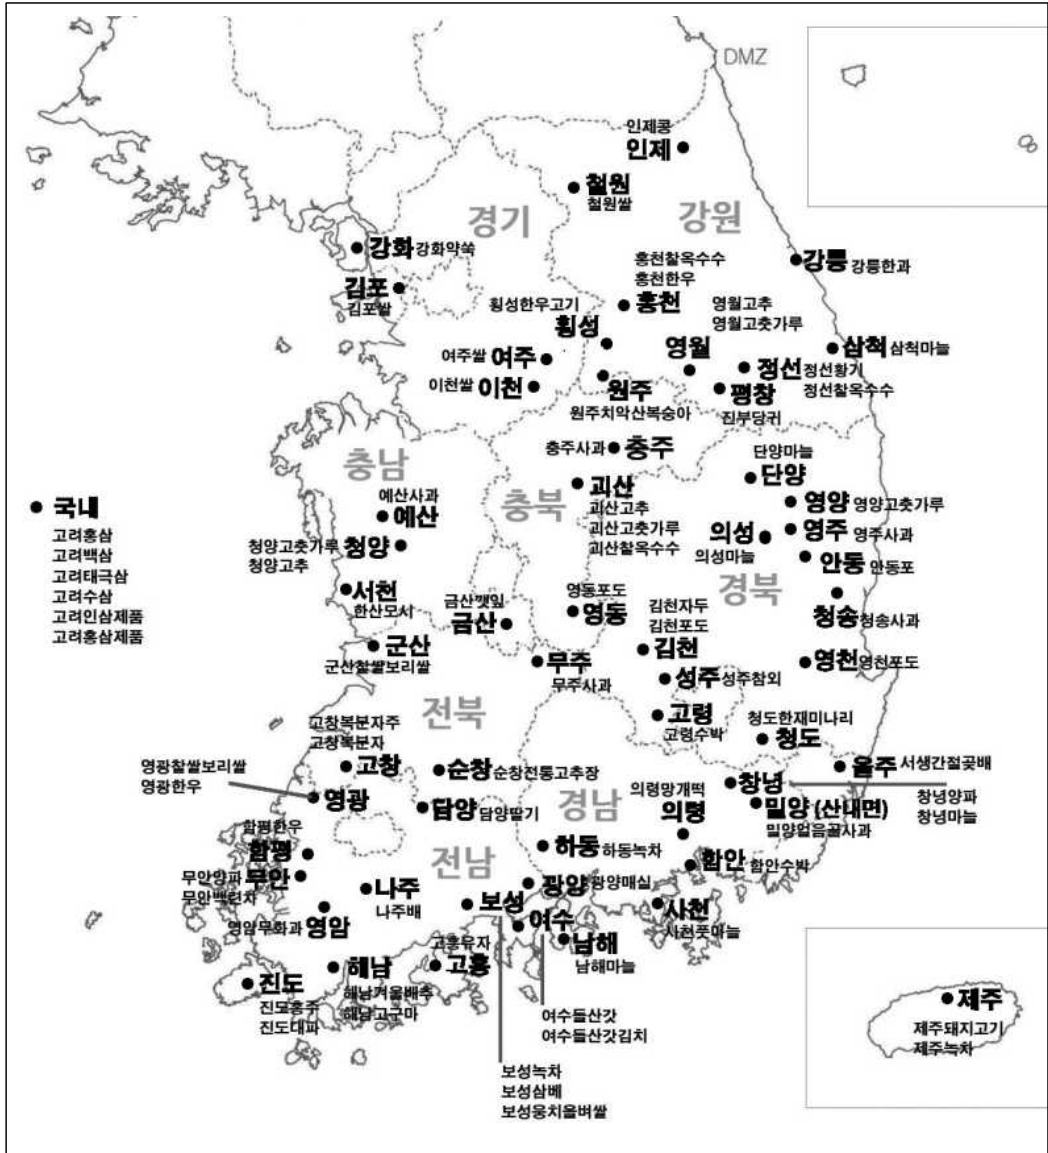 DMZ
인제콩
인제
철원
철원쌀
경기
강원
강화 강화약쑥
강릉 강릉한과
홍천찰옥수수
홍천한우
홍천
김포
김포쌀
횡성한우고기
횡성
영월고추
영월고춧가루
영월
삼척 삼척마늘
여주쌀 여주
이천쌀 이천
원주
원주치악산복숭아
정선 정선황기
정선찰옥수수
평창
진부당귀
충주사과 충주
단양마늘
단양
충남
충북
괴산
괴산고추
괴산고춧가루
괴산찰옥수수
영양 영양고춧가루
예산사과
예산
국내
고려홍삼
고려백삼
고려태극삼
고려수삼
고려인삼제품
고려홍삼제품
의성
의성마늘
영주 영주사과
청양고춧가루 청양
청양고추
안동 안동포
경북
서천
한산모시
금산깻잎
금산
영동포도
영동
김천자두
김천포도
김천
청송 청송사과
군산
군산찰쌀보리쌀
무주
무주사과
영천 영천포도
성주 성주참외
전북
고령
고령수박
청도한재미나리
청도
고창복분자주
고창복분자
고창
순창 순창전통고추장
울주 서생간절곶배
영광찰쌀보리쌀
영광한우
영광
담양 담양딸기
경남
창녕
창녕양파
창녕마늘
밀양 (산내면)
밀양얼음골사과
의령망개떡
의령
함평한우
함평
전남
하동 하동녹차
함안 함안수박
무안양파 무안
무안백련차
나주
나주배
광양 광양매실
보성
사천
사천풋마늘
영암무화과 영암
여수
남해
남해마늘
고흥유자
고흥
해남
해남겨울배추
해남고구마
진도
진도홍주
진도대파
여수돌산갓
여수돌산갓김치
보성녹차
보성삼베
보성웅치올벼쌀
제주
제주돼지고기
제주녹차